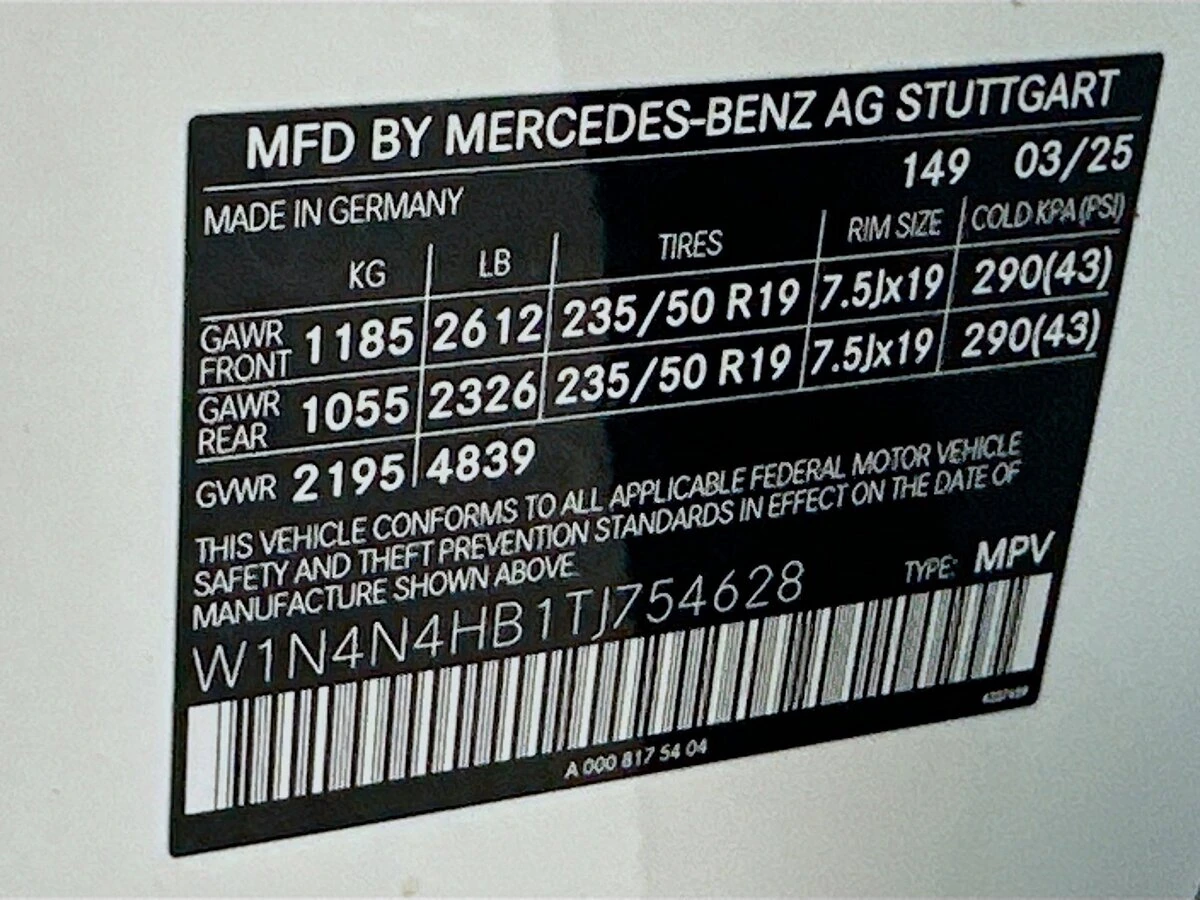 MFD BY MERCEDES-BENZ AG STUTTGART
149 03/25
MADE IN GERMANY
KG LB TIRES RIM SIZE COLD KPA (PSI)
GAWR FRONT 1185 2612 235/50 R19 7.5Jx19 290(43)
GAWR REAR 1055 2326 235/50 R19 7.5Jx19 290(43)
GVWR 2195 4839
THIS VEHICLE CONFORMS TO ALL APPLICABLE FEDERAL MOTOR VEHICLE
SAFETY AND THEFT PREVENTION STANDARDS IN EFFECT ON THE DATE OF
MANUFACTURE SHOWN ABOVE.
W1N4N4HB1TJ754628 TYPE: MPV
A 000 817 54 04